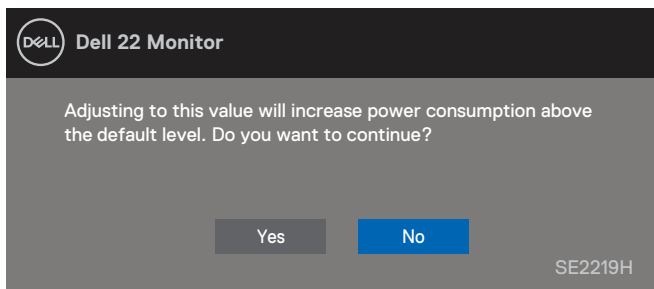 DELL Dell 22 Monitor
Adjusting to this value will increase power consumption above
the default level. Do you want to continue?
Yes No
SE2219H